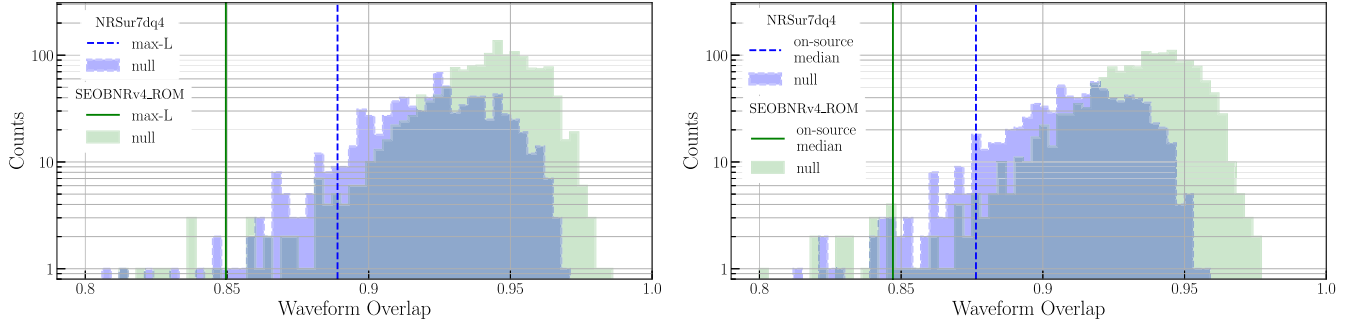 NRSur7dq4
max-L
null
SEOBNRv4_ROM
max-L
null
Counts
100
10
1
0.8
0.85
0.9
0.95
1.0
Waveform Overlap
NRSur7dq4
on-source
median
null
SEOBNRv4_ROM
on-source
median
null
Counts
100
10
1
0.8
0.85
0.9
0.95
1.0
Waveform Overlap